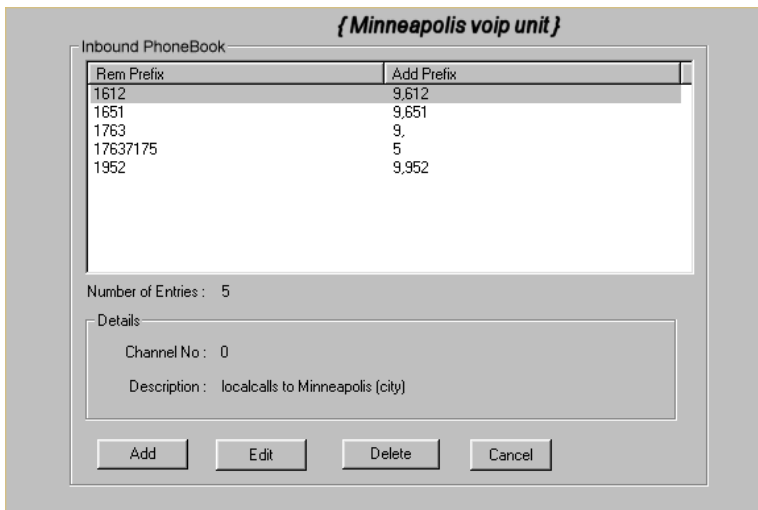 { Minneapolis voip unit }
Inbound PhoneBook
Rem Prefix Add Prefix
1612 9,612
1651 9,651
1763 9,
17637175 5
1952 9,952
Number of Entries : 5
Details
Channel No : 0
Description : localcalls to Minneapolis (city)
Add Edit Delete Cancel